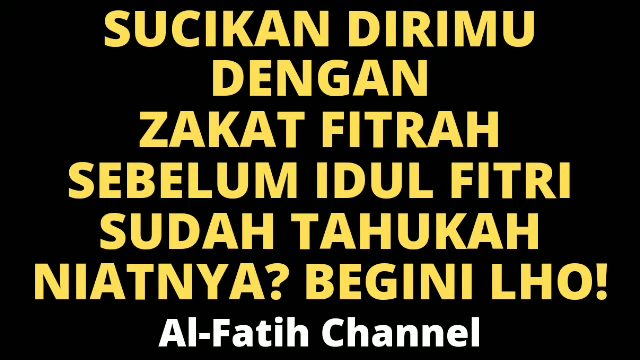 SUCIKAN DIRIMU
DENGAN
ZAKAT FITRAH
SEBELUM IDUL FITRI
SUDAH TAHUKAH
NIATNYA? BEGINI LHO!
Al-Fatih Channel